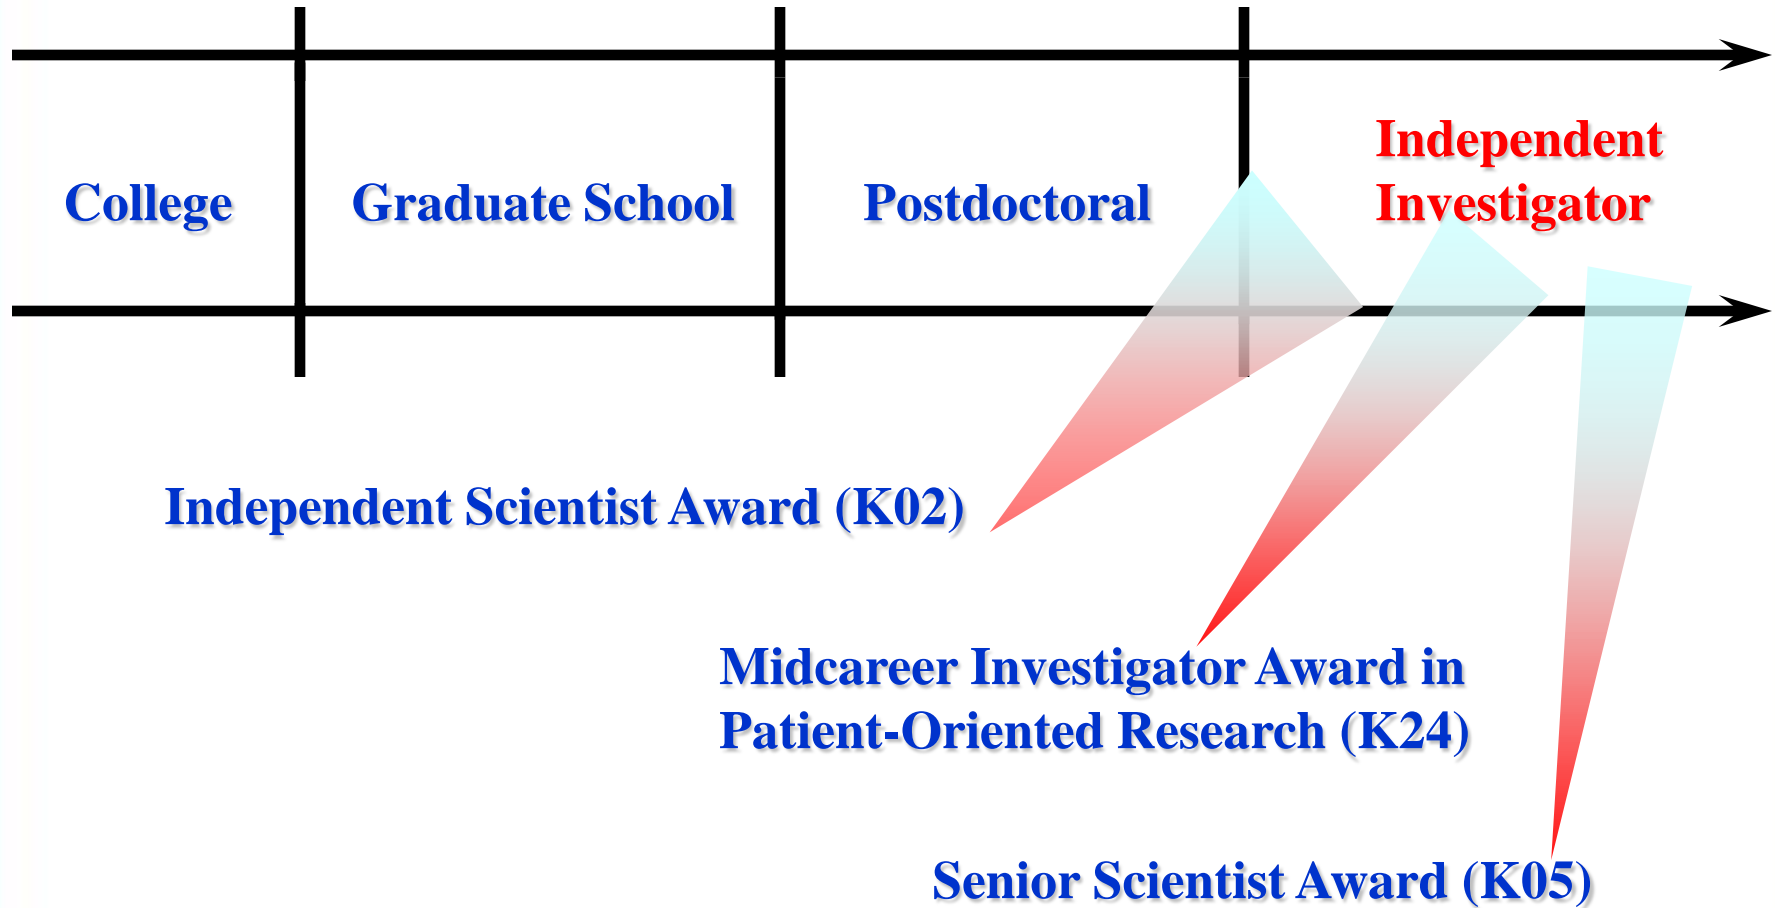 College
Graduate School
Postdoctoral
Independent
Investigator
Independent Scientist Award (K02)
Midcareer Investigator Award in
Patient-Oriented Research (K24)
Senior Scientist Award (K05)